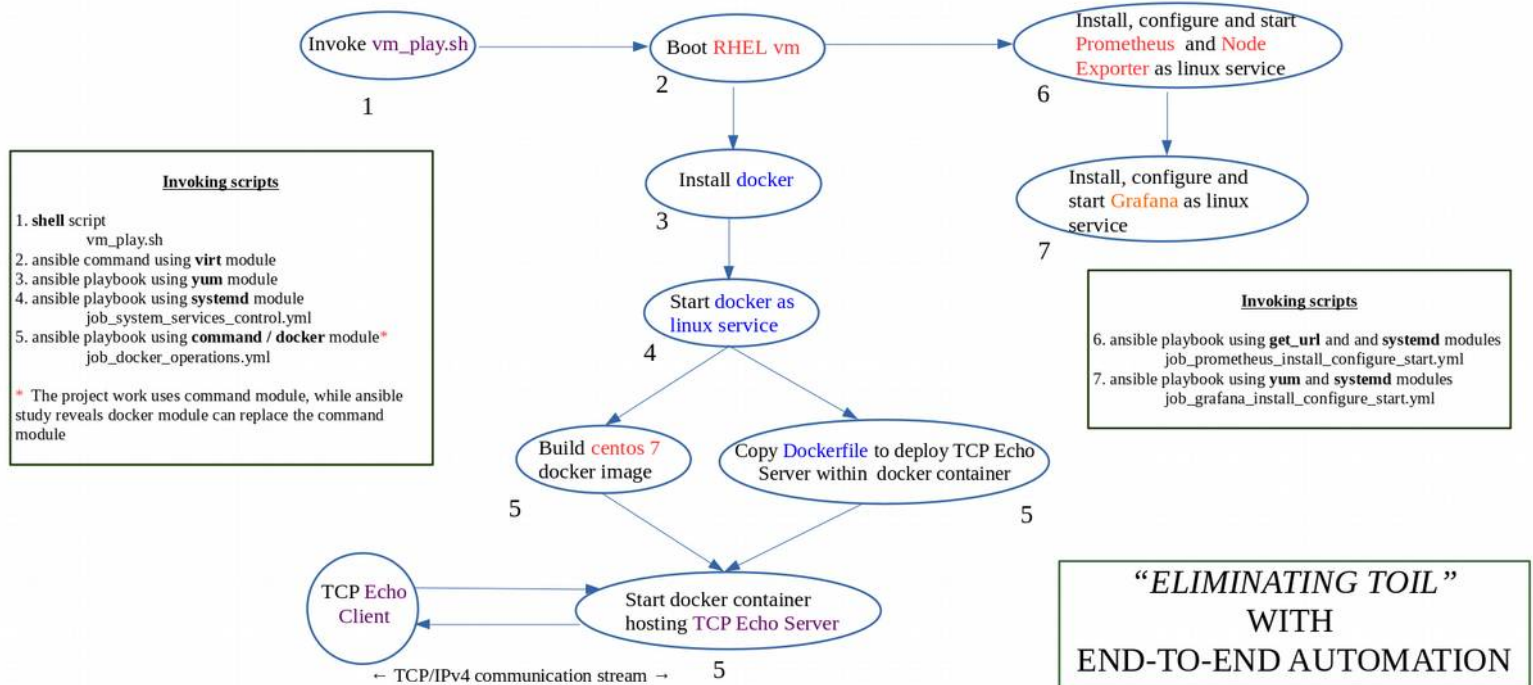 Invoke vm_play.sh
1
Boot RHEL vm
2
Install, configure and start
Prometheus and Node
Exporter as linux service
6
Install docker
3
Install, configure and
start Grafana as linux
service
7
Invoking scripts
1. shell script
vm_play.sh
2. ansible command using virt module
3. ansible playbook using yum module
4. ansible playbook using systemd module
job_system_services_control.yml
5. ansible playbook using command / docker module*
job_docker_operations.yml
* The project work uses command module, while ansible
study reveals docker module can replace the command
module
Start docker as
linux service
4
Invoking scripts
6. ansible playbook using get_url and and systemd modules
job_prometheus_install_configure_start.yml
7. ansible playbook using yum and systemd modules
job_grafana_install_configure_start.yml
Build centos 7
docker image
5
Copy Dockerfile to deploy TCP Echo
Server within docker container
5
TCP Echo
Client
Start docker container
hosting TCP Echo Server
5
← TCP/IPv4 communication stream →
“ELIMINATING TOIL”
WITH
END-TO-END AUTOMATION